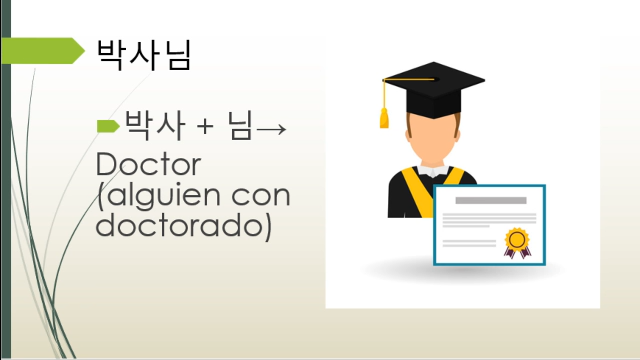 박사님
박사 + 님→
Doctor
(alguien con
doctorado)